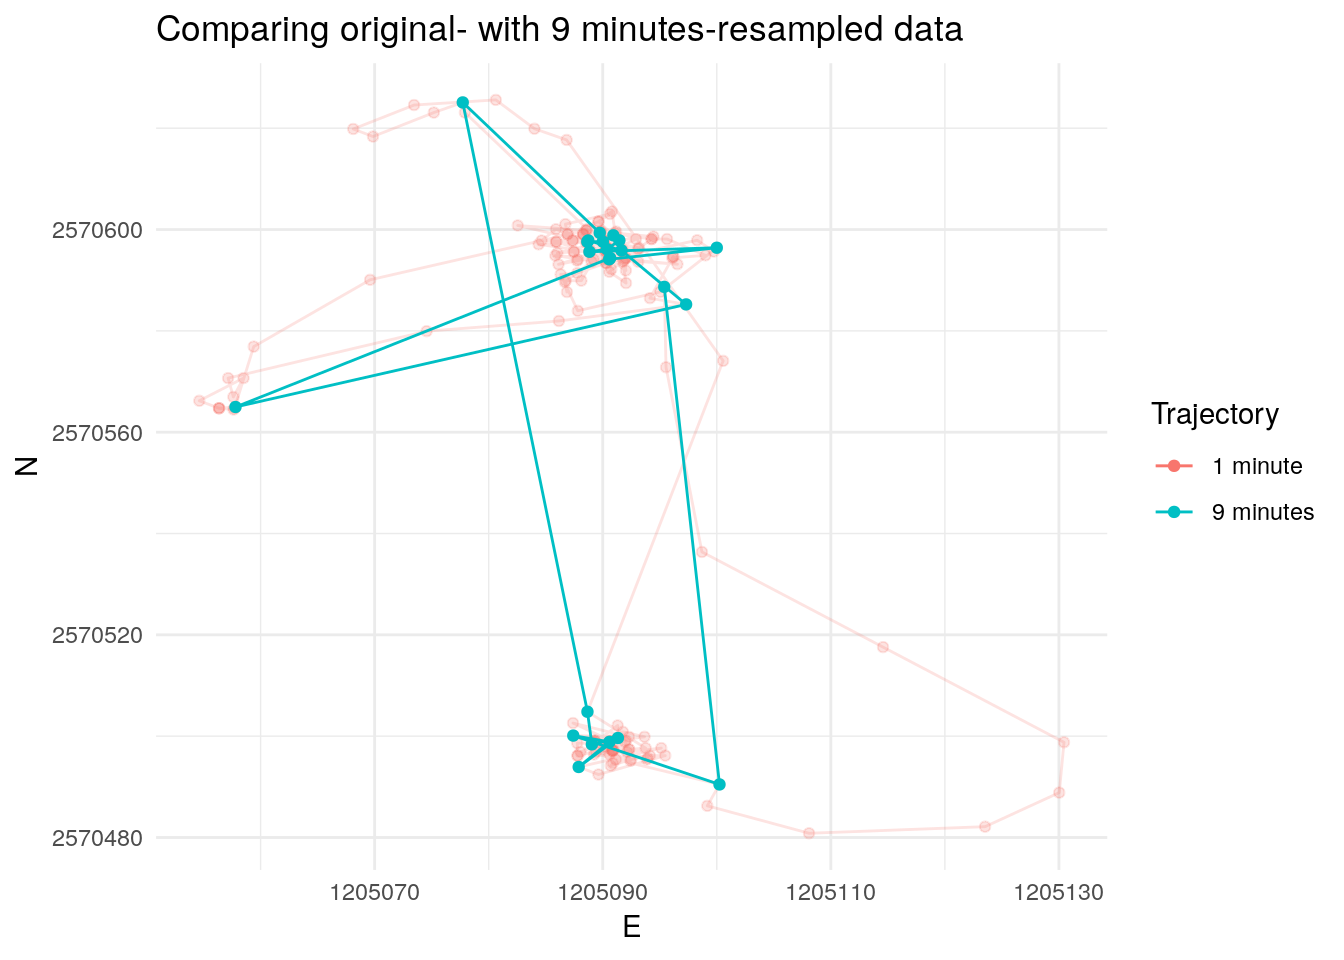 Comparing original- with 9 minutes-resampled data
2570600
2570560
2570520
2570480
N
1205070
1205090
1205110
1205130
E
Trajectory
1 minute
9 minutes